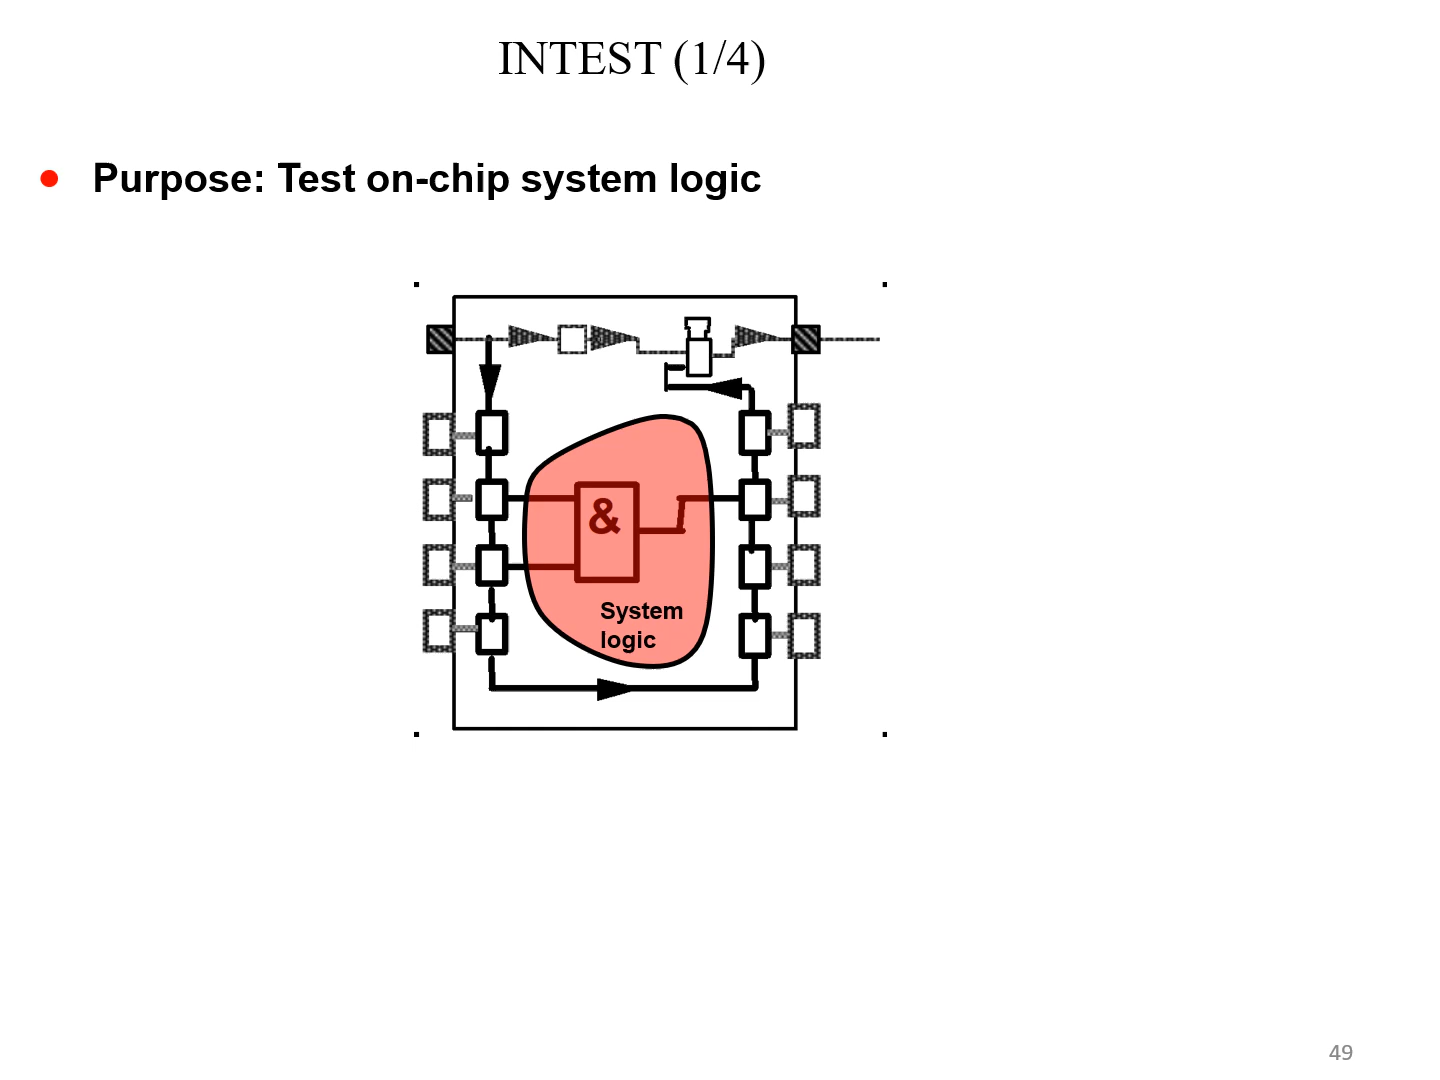 INTEST (1/4)
Purpose: Test on-chip system logic
&
System
logic
49